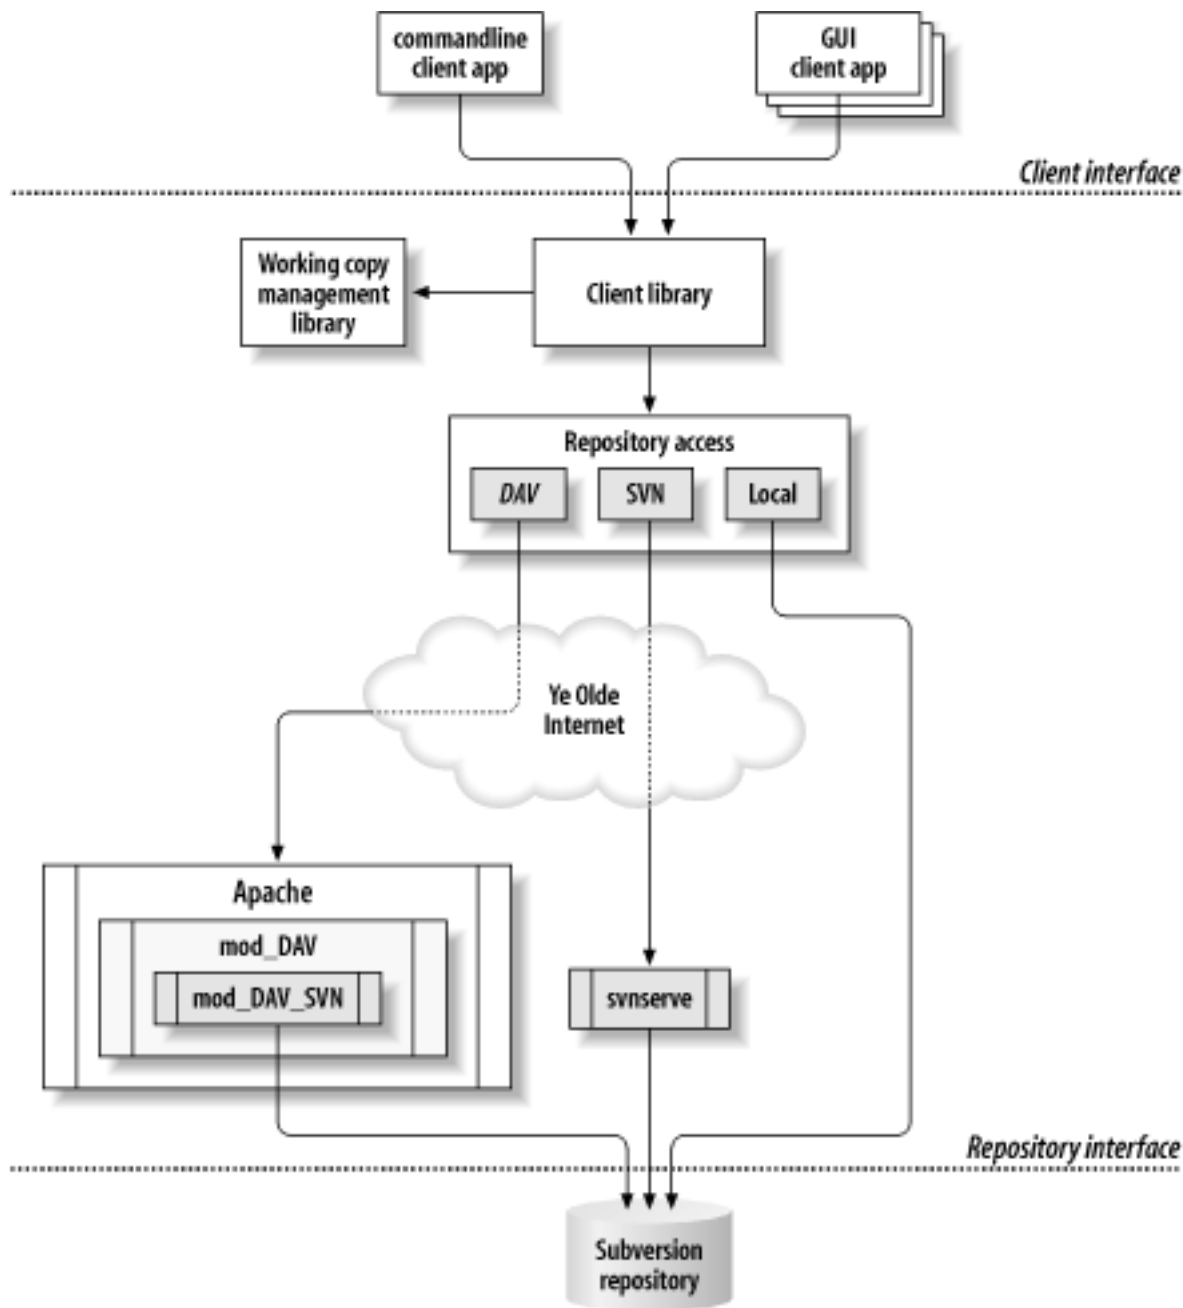 commandline
client app
GUI
client app
Client interface
Working copy
management
library
Client library
Repository access
DAV
SVN
Local
Ye Olde
Internet
Apache
mod_DAV
mod_DAV_SVN
svnserve
Repository interface
Subversion
repository